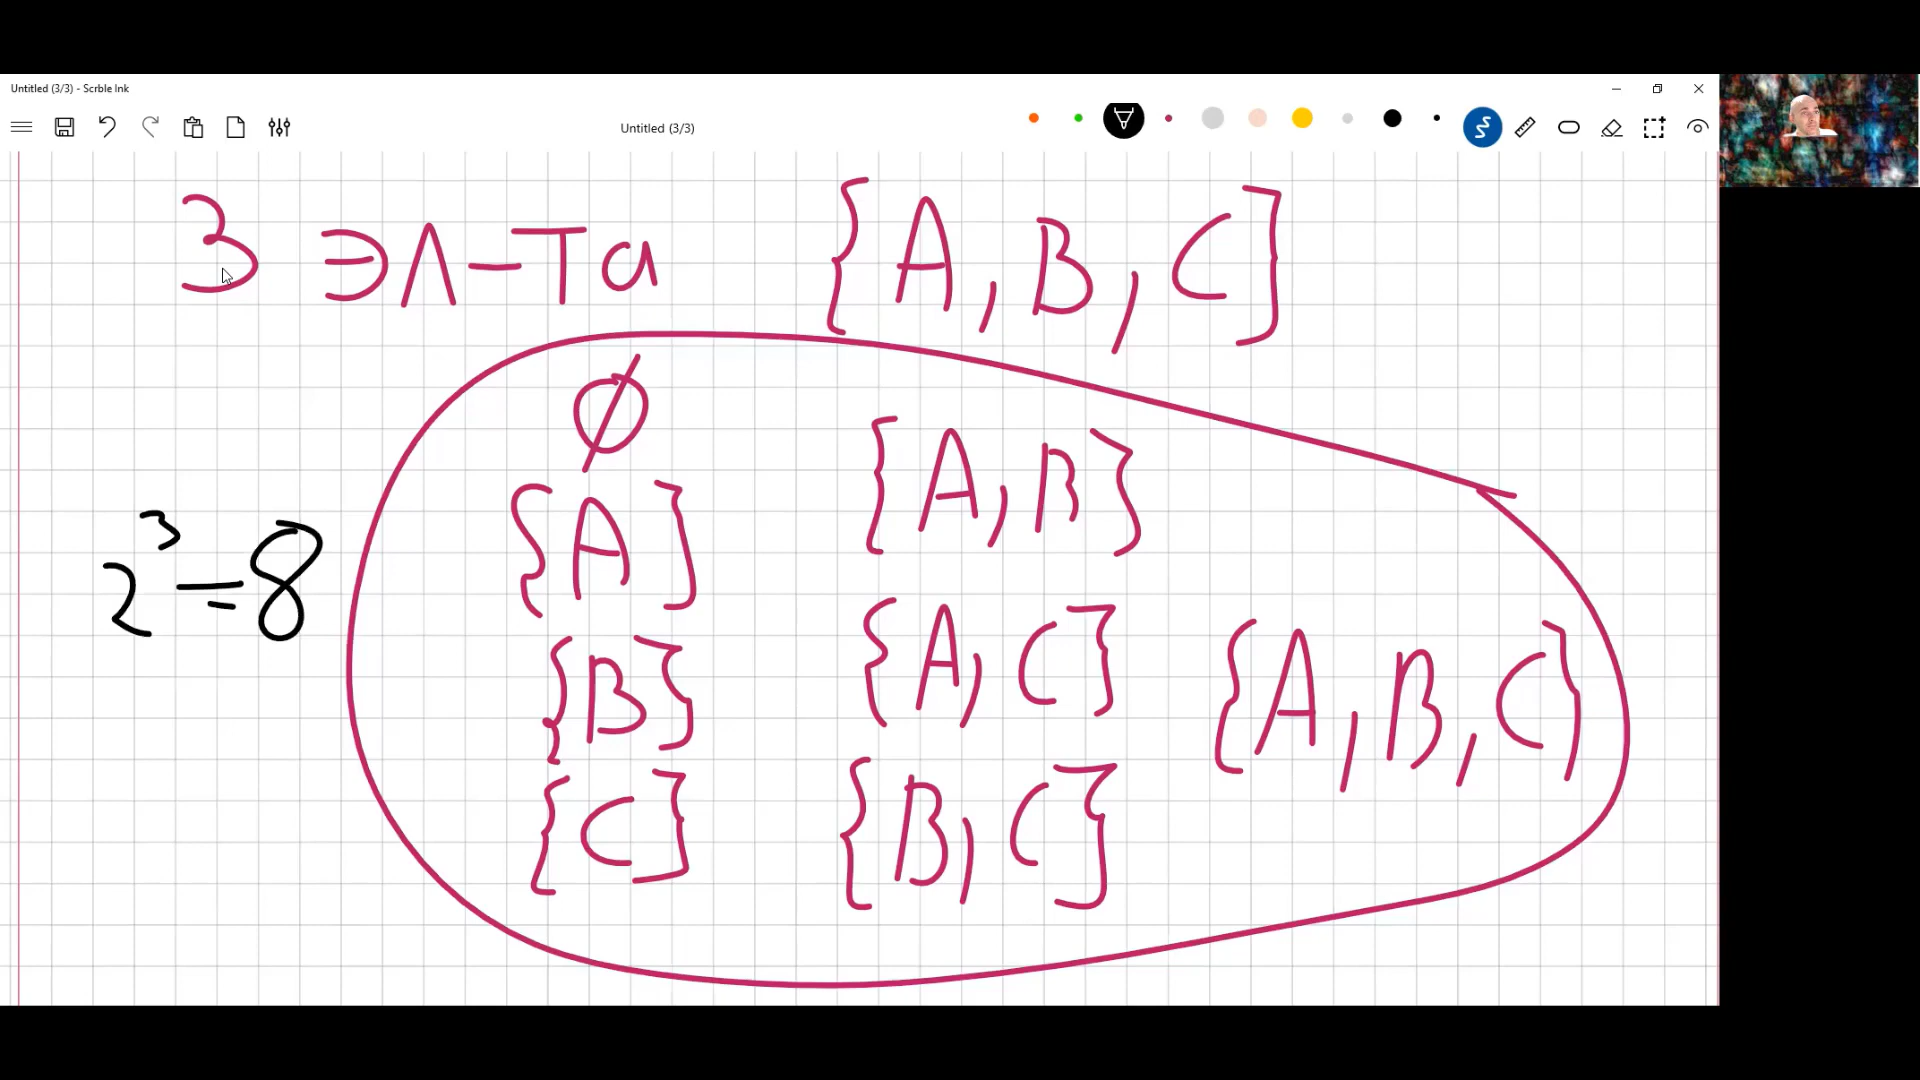 Untitled (3/3) - Scrble Ink
Untitled (3/3)
3 эл-та {A, B, C}
∅
{A, B}
{A}
2³=8
{A, C}
{B}
{A, B, C}
{C}
{B, C}